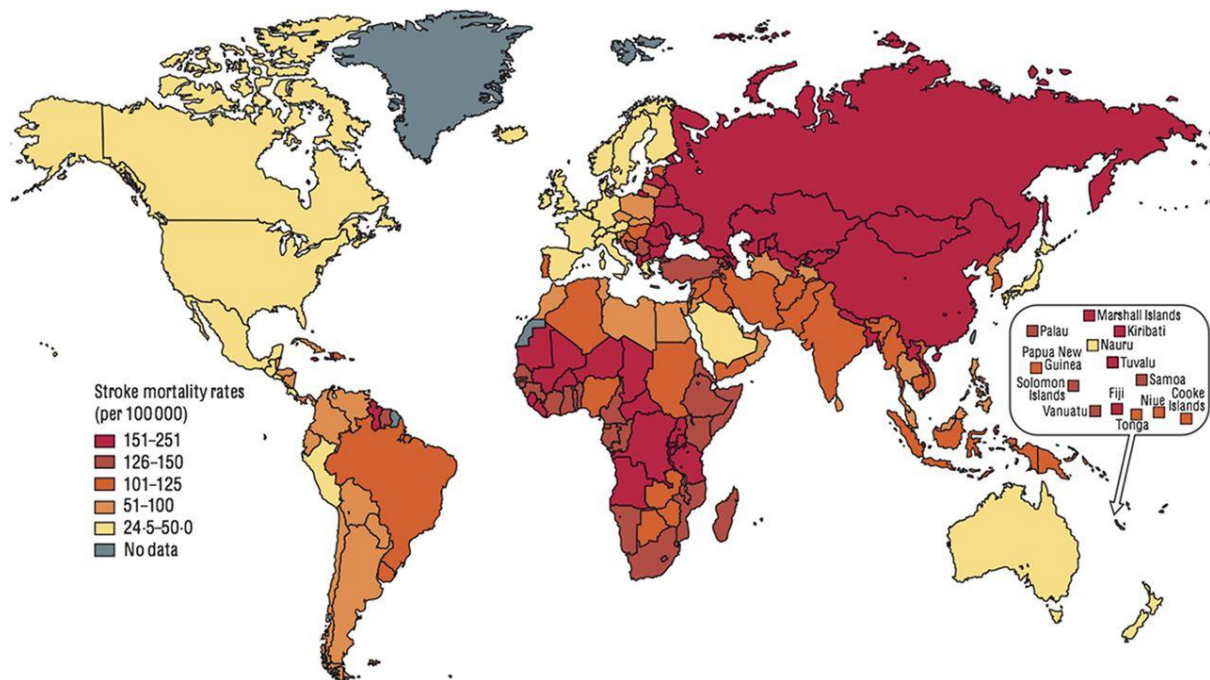 Marshall Islands
Palau
Kiribati
Nauru
Papua New
Guinea
Tuvalu
Solomon
Islands
Samoa
Fiji
Niue
Cooke
Islands
Vanuatu
Tonga
Stroke mortality rates
(per 100 000)
151–251
126–150
101–125
51–100
24·5–50·0
No data